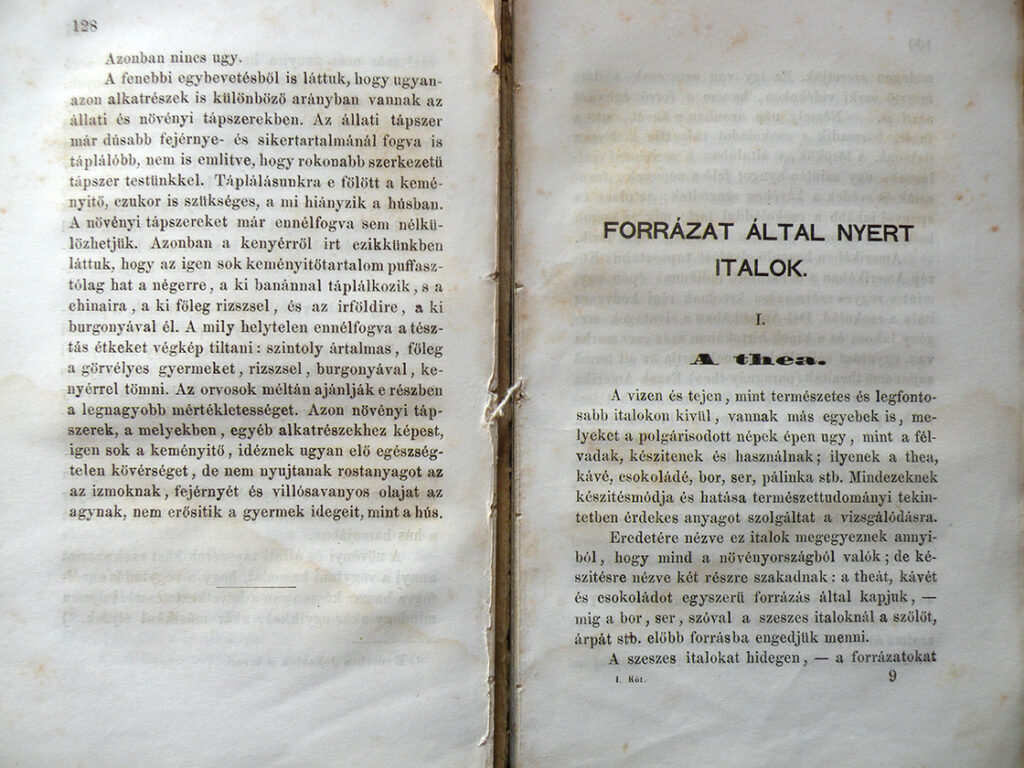 128
Azonban nincs ugy.
A fenebbi egybevetésből is láttuk, hogy ugyan-
azon alkatrészek is különböző arányban vannak az
állati és növényi tápszerekben. Az állati tápszer
már dúsabb fejérnye- és sikertartalmánál fogva is
táplálóbb, nem is emlitve, hogy rokonabb szerkezetü
tápszer testünkkel. Táplálásunkra e fölött a kemé-
nyitő, czukor is szükséges, a mi hiányzik a húsban.
A növényi tápszereket már ennélfogva sem nélkü-
lözhetjük. Azonban a kenyérről irt czikkünkben
láttuk, hogy az igen sok keményitőtartalom puffasz-
tólag hat a négerre, a ki banánnal táplálkozik, s a
chinaira, a ki főleg rizszsel, és az irföldire, a ki
burgonyával él. A mily helytelen ennélfogva a tész-
tás étkeket végkép tiltani: szintoly ártalmas, főleg
a görvélyes gyermeket, rizszsel, burgonyával, ke-
nyérrel tömni. Az orvosok méltán ajánlják e részben
a legnagyobb mértékletességet. Azon növényi táp-
szerek, a melyekben, egyéb alkatrészekhez képest,
igen sok a keményitő, idéznek ugyan elő egészség-
telen kövérséget, de nem nyujtanak rostanyagot az
az izmoknak, fejérnyét és villósavanyos olajat az
agynak, nem erősitik a gyermek idegeit, mint a hús.
FORRÁZAT ÁLTAL NYERT
ITALOK.
I.
A thea.
A vizen és tejen, mint természetes és legfonto-
sabb italokon kivül, vannak más egyebek is, me-
lyeket a polgárisodott népek épen ugy, mint a fél-
vadak, készitenek és használnak; ilyenek a thea,
kávé, csokoládé, bor, ser, pálinka stb. Mindezeknek
készitésmódja és hatása természettudományi tekin-
tetben érdekes anyagot szolgáltat a vizsgálódásra.
Eredetére nézve ez italok megegyeznek annyi-
ból, hogy mind a növényországból valók; de ké-
szitésre nézve két részre szakadnak: a theát, kávét
és csokoládot egyszerü forrázás által kapjuk, —
mig a bor, ser, szóval a szeszes italoknál a szőlőt,
árpát stb. előbb forrásba engedjük menni.
A szeszes italokat hidegen, — a forrázatokat
I. Köt.
9